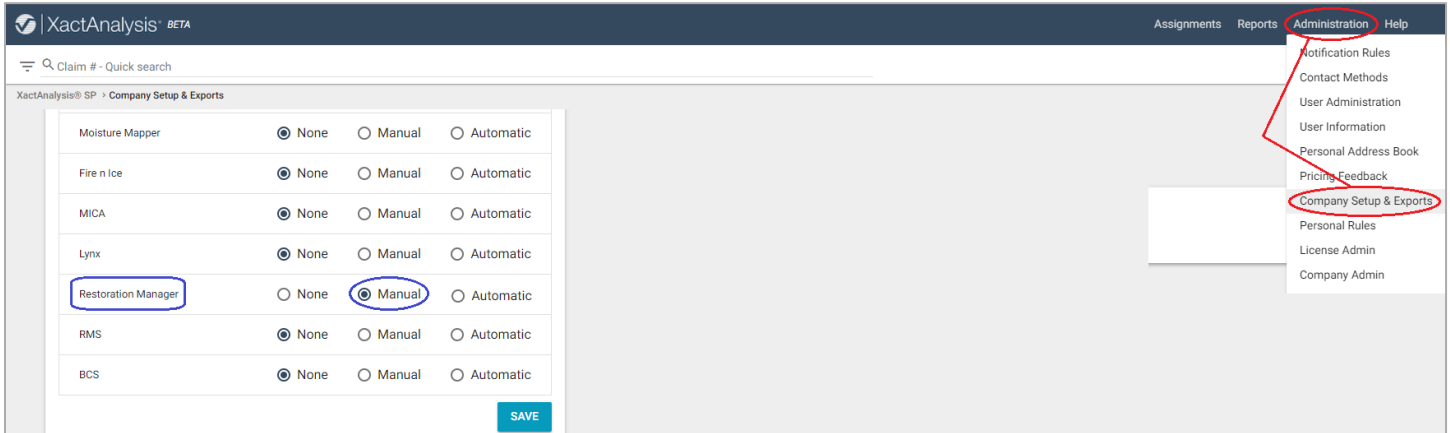 XactAnalysis® BETA
Assignments Reports Administration Help
Claim # - Quick search
XactAnalysis® SP > Company Setup & Exports
Moisture Mapper None Manual Automatic
Fire n Ice None Manual Automatic
MICA None Manual Automatic
Lynx None Manual Automatic
Restoration Manager None Manual Automatic
RMS None Manual Automatic
BCS None Manual Automatic
SAVE
Notification Rules
Contact Methods
User Administration
User Information
Personal Address Book
Pricing Feedback
Company Setup & Exports
Personal Rules
License Admin
Company Admin